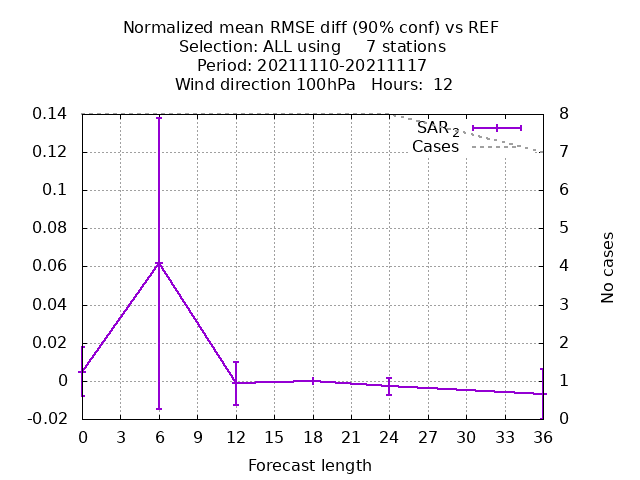 Normalized mean RMSE diff (90% conf) vs REF
Selection: ALL using     7 stations
Period: 20211110-20211117
Wind direction 100hPa   Hours:  12
0.14 8
SAR 2
Cases
0.12 7
0.1 6
0.08 5
0.06 4
0.04 3
0.02 2
0 1
-0.02 0
No cases
0 3 6 9 12 15 18 21 24 27 30 33 36
Forecast length